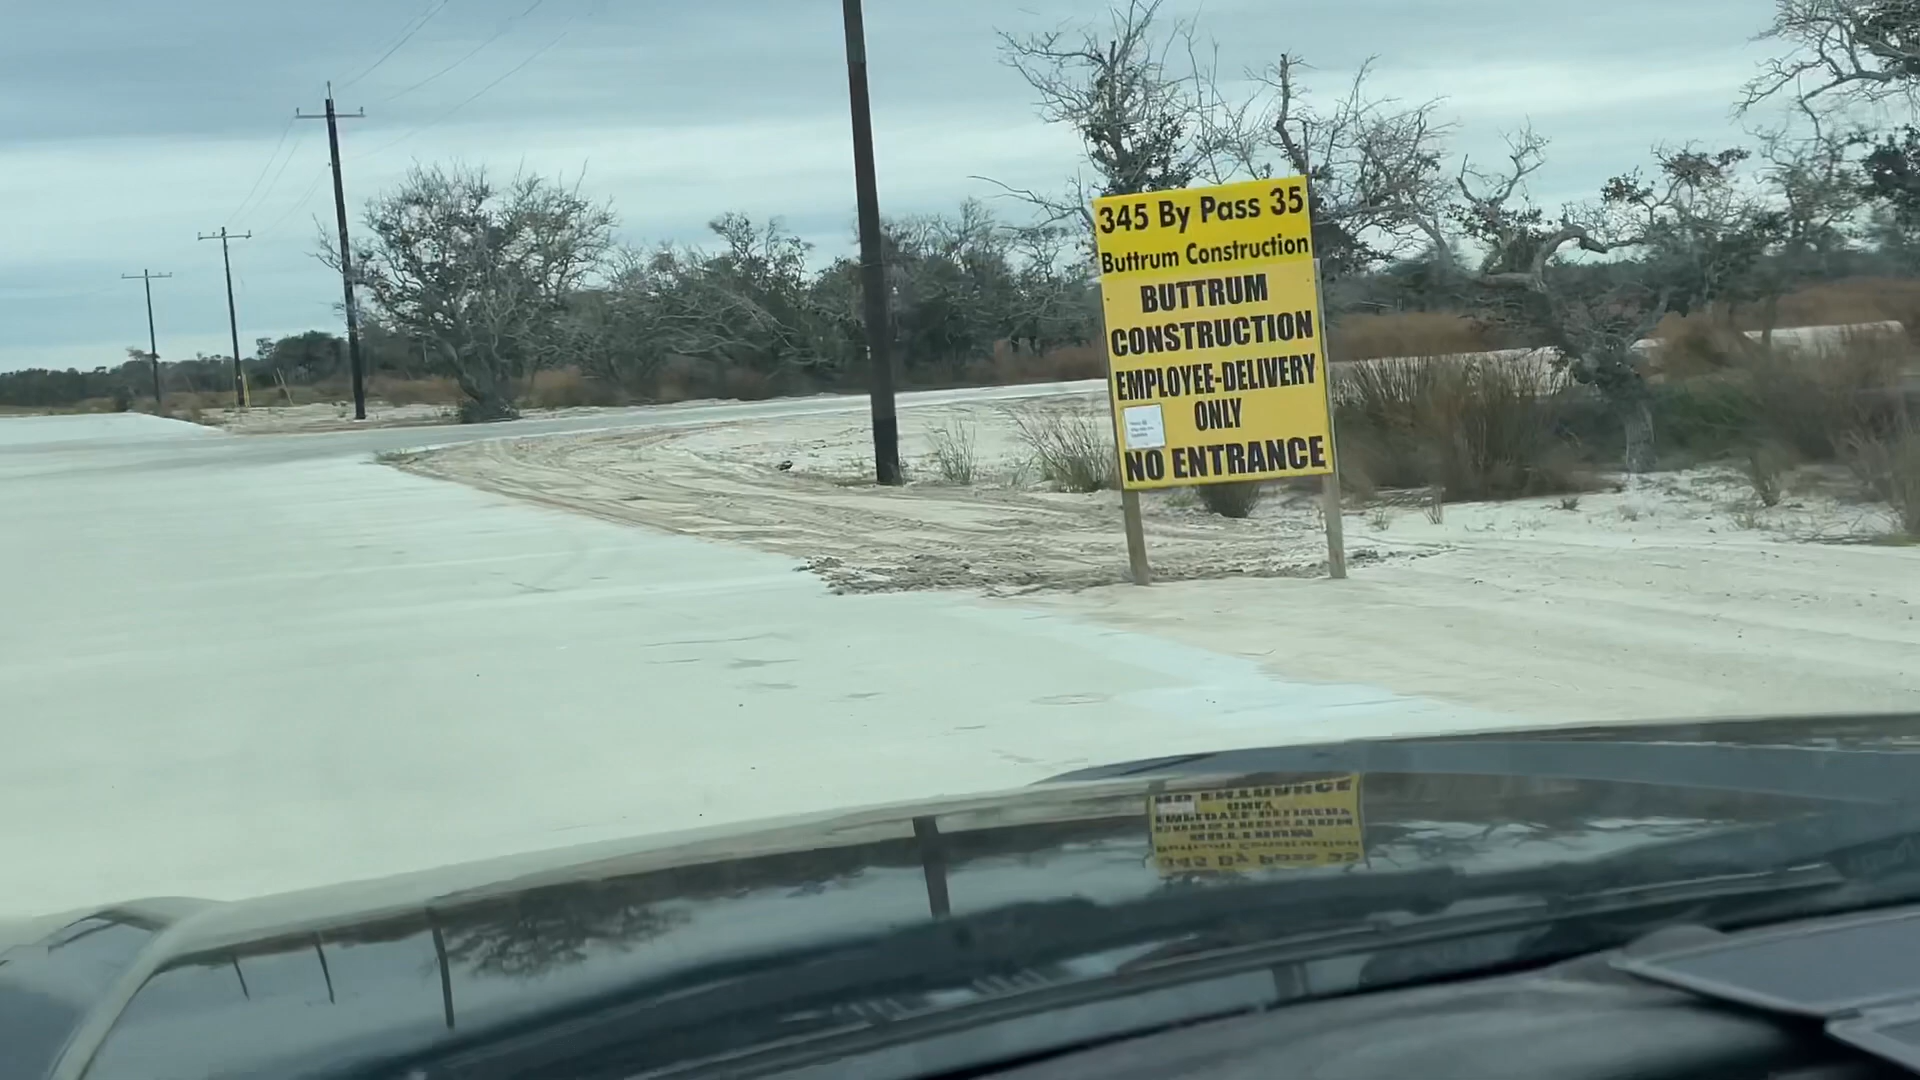 345 By Pass 35
Buttrum Construction
BUTTRUM
CONSTRUCTION
EMPLOYEE-DELIVERY
ONLY
NO ENTRANCE